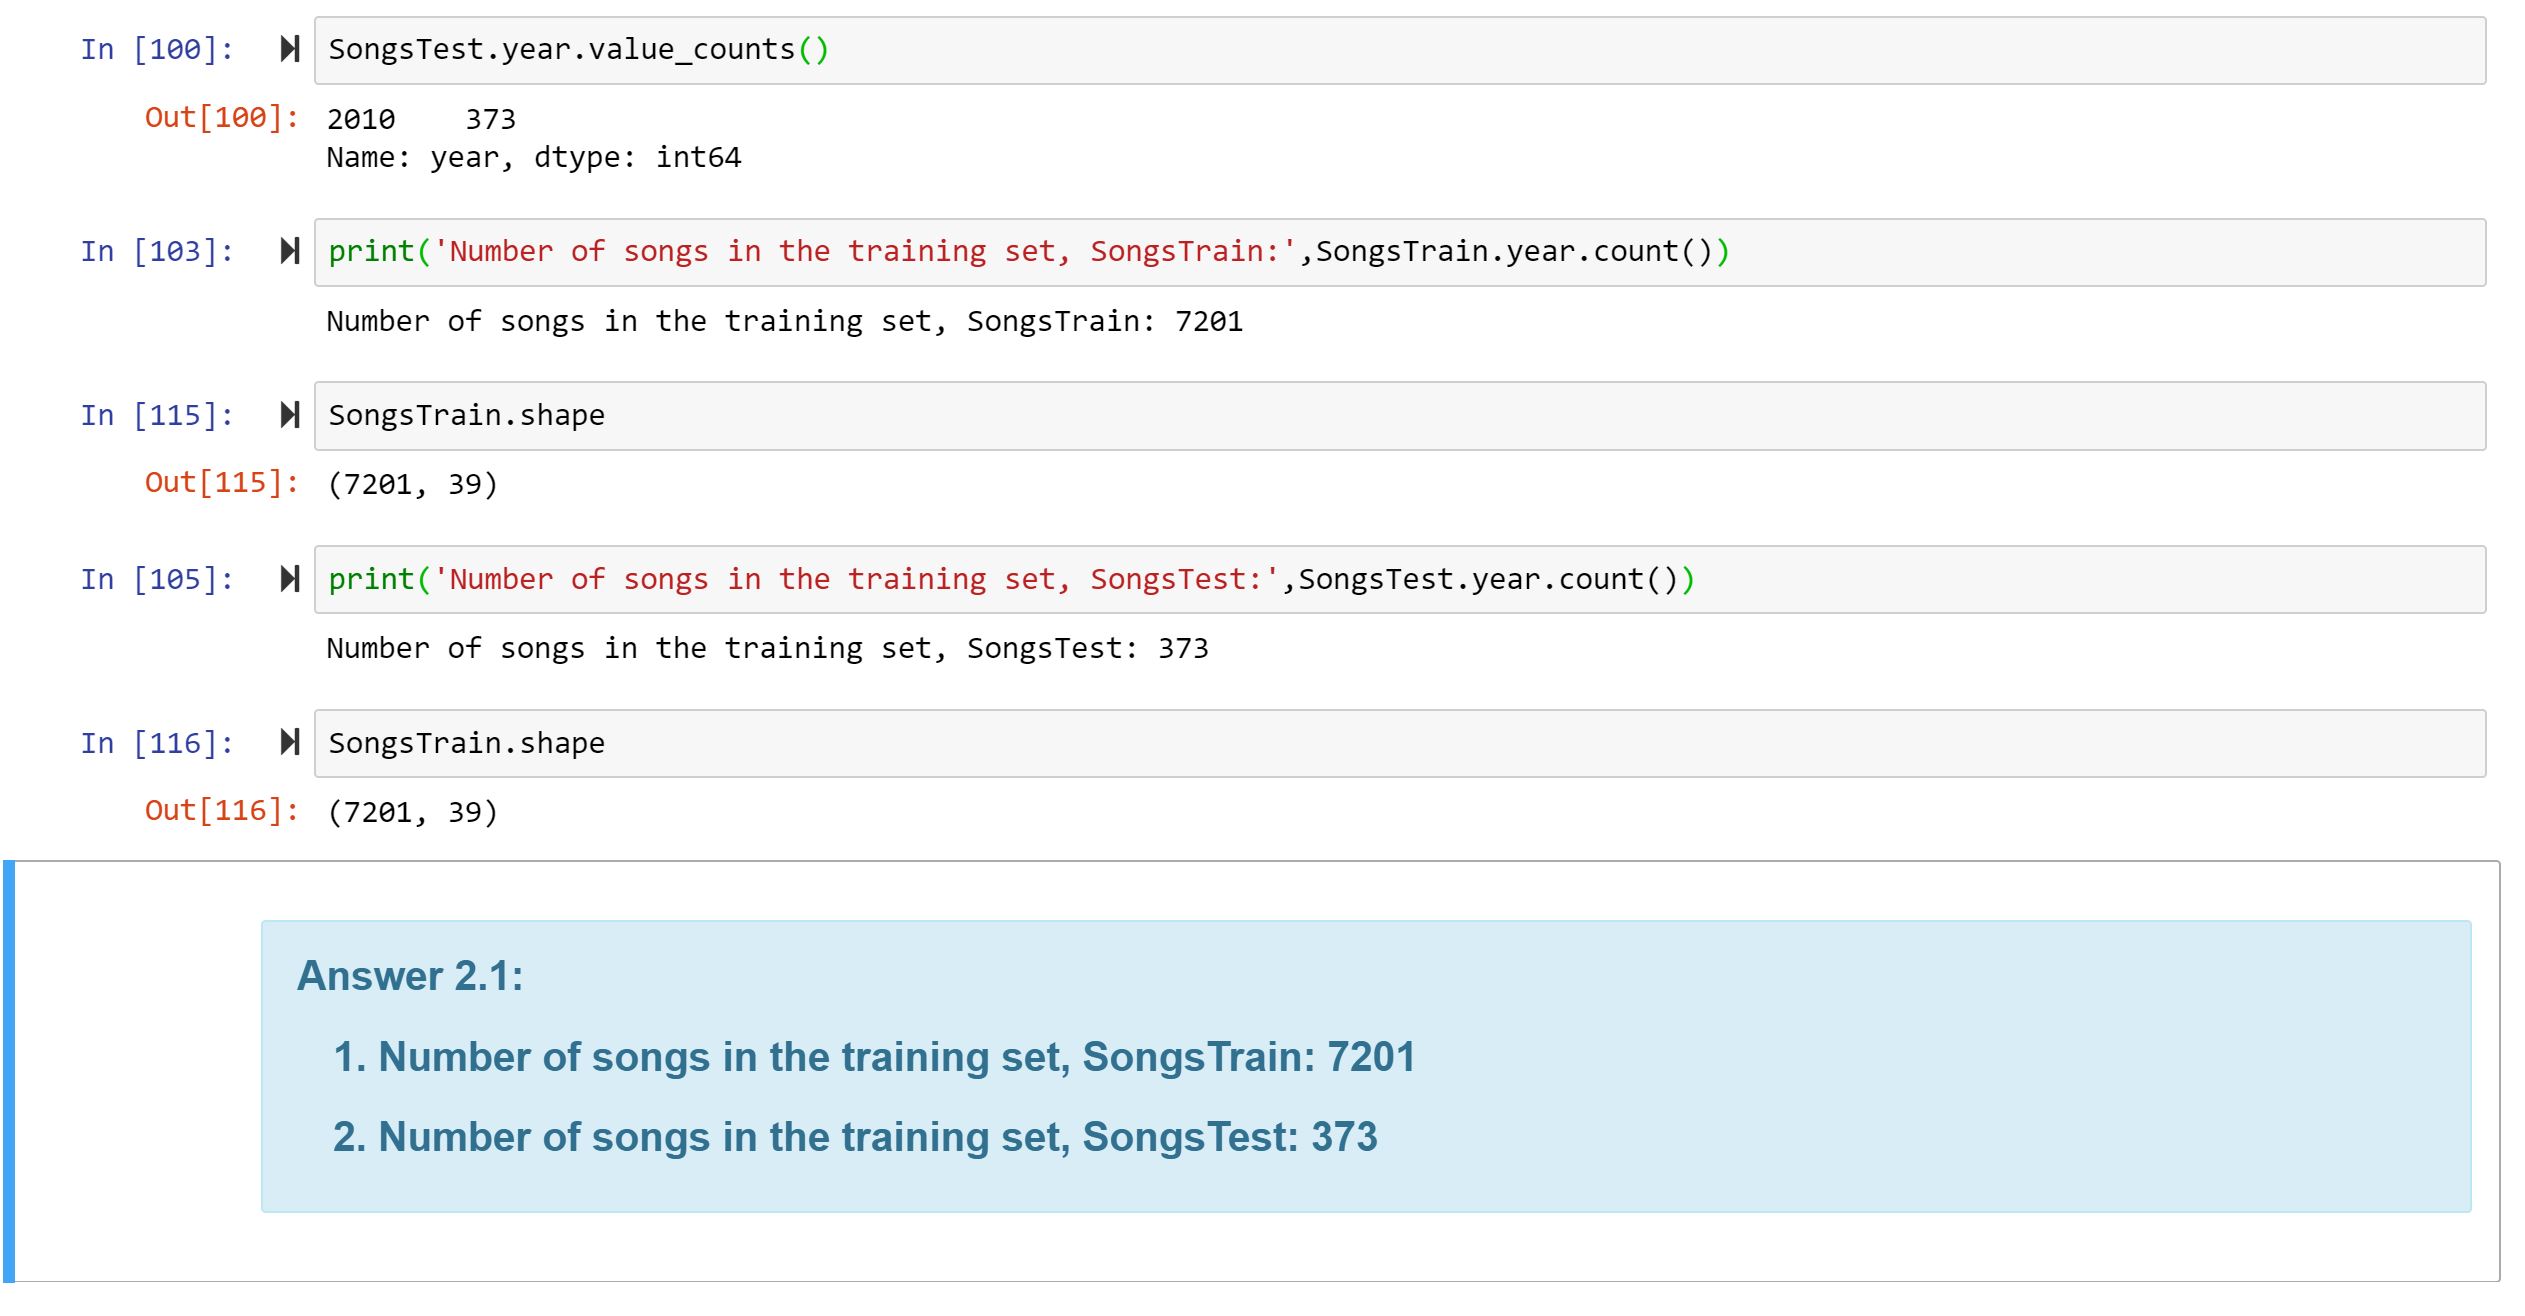 In [100]: SongsTest.year.value_counts()
Out[100]: 2010    373
Name: year, dtype: int64
In [103]: print('Number of songs in the training set, SongsTrain:',SongsTrain.year.count())
Number of songs in the training set, SongsTrain: 7201
In [115]: SongsTrain.shape
Out[115]: (7201, 39)
In [105]: print('Number of songs in the training set, SongsTest:',SongsTest.year.count())
Number of songs in the training set, SongsTest: 373
In [116]: SongsTrain.shape
Out[116]: (7201, 39)
Answer 2.1:
1. Number of songs in the training set, SongsTrain: 7201
2. Number of songs in the training set, SongsTest: 373